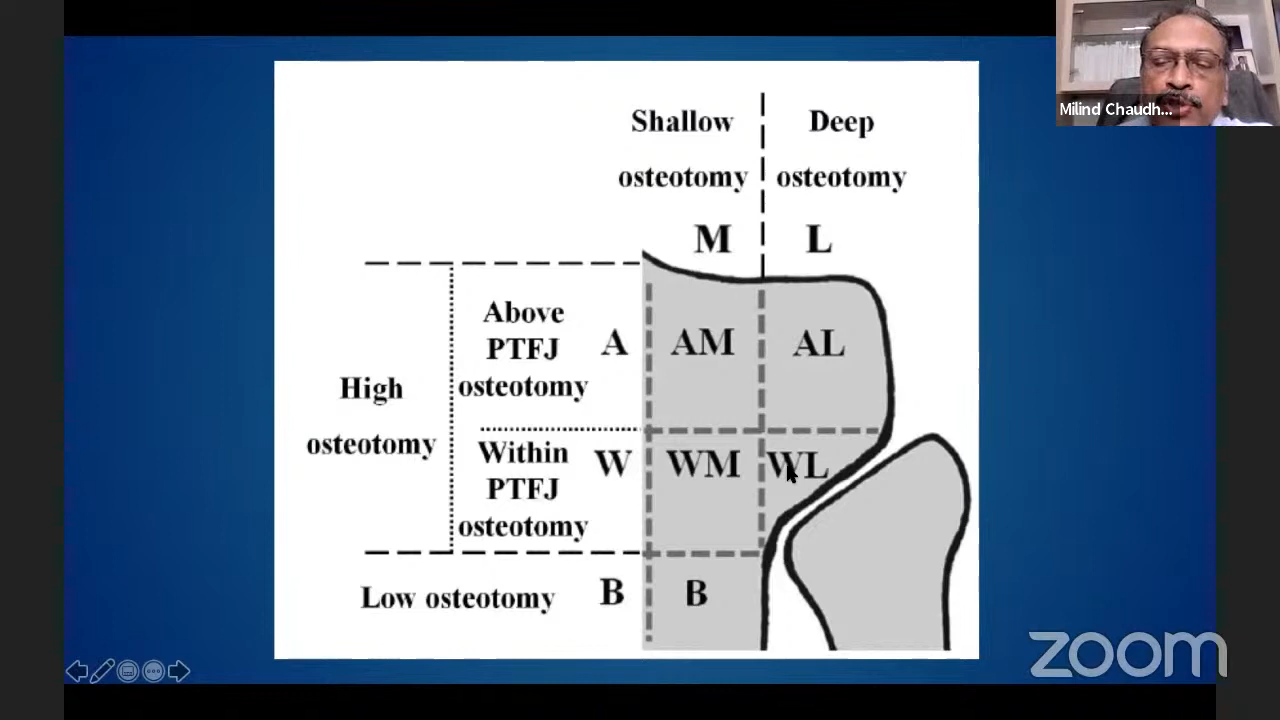 Shallow
osteotomy
Deep
osteotomy
M
L
Above
PTFJ
osteotomy
A
AM
AL
High
osteotomy
Within
PTFJ
osteotomy
W
WM
WL
Low osteotomy
B
B
Milind Chaudh...
zoom